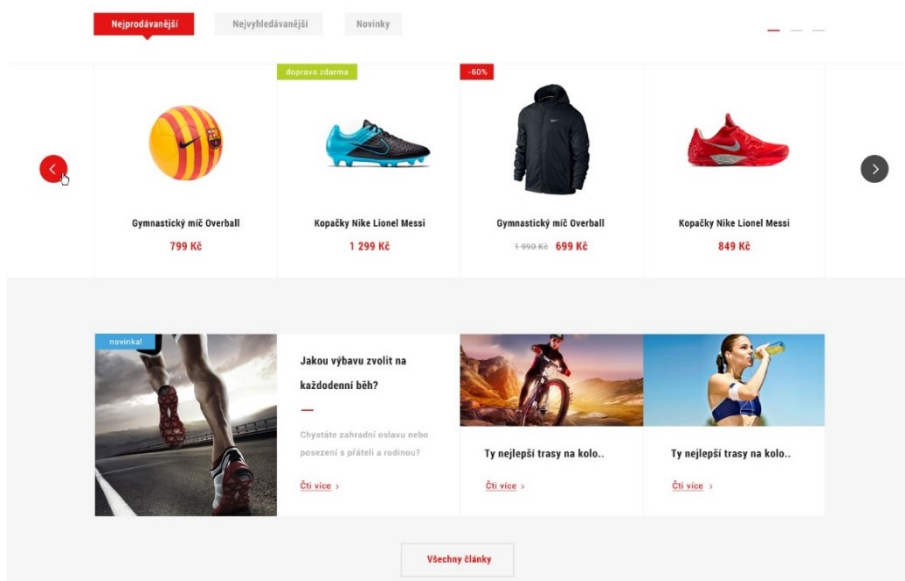 Nejprodávanější
Nejvyhledávanější
Novinky
doprava zdarma
-60%
Gymnastický míč Overball
799 Kč
Kopačky Nike Lionel Messi
1 299 Kč
Gymnastický míč Overball
1 990 Kč 699 Kč
Kopačky Nike Lionel Messi
849 Kč
novinka!
Jakou výbavu zvolit na
každodenní běh?
Chystáte zahradní oslavu nebo
posezení s přáteli a rodinou?
Čti více ›
Ty nejlepší trasy na kolo..
Čti více ›
Ty nejlepší trasy na kolo..
Čti více ›
Všechny články